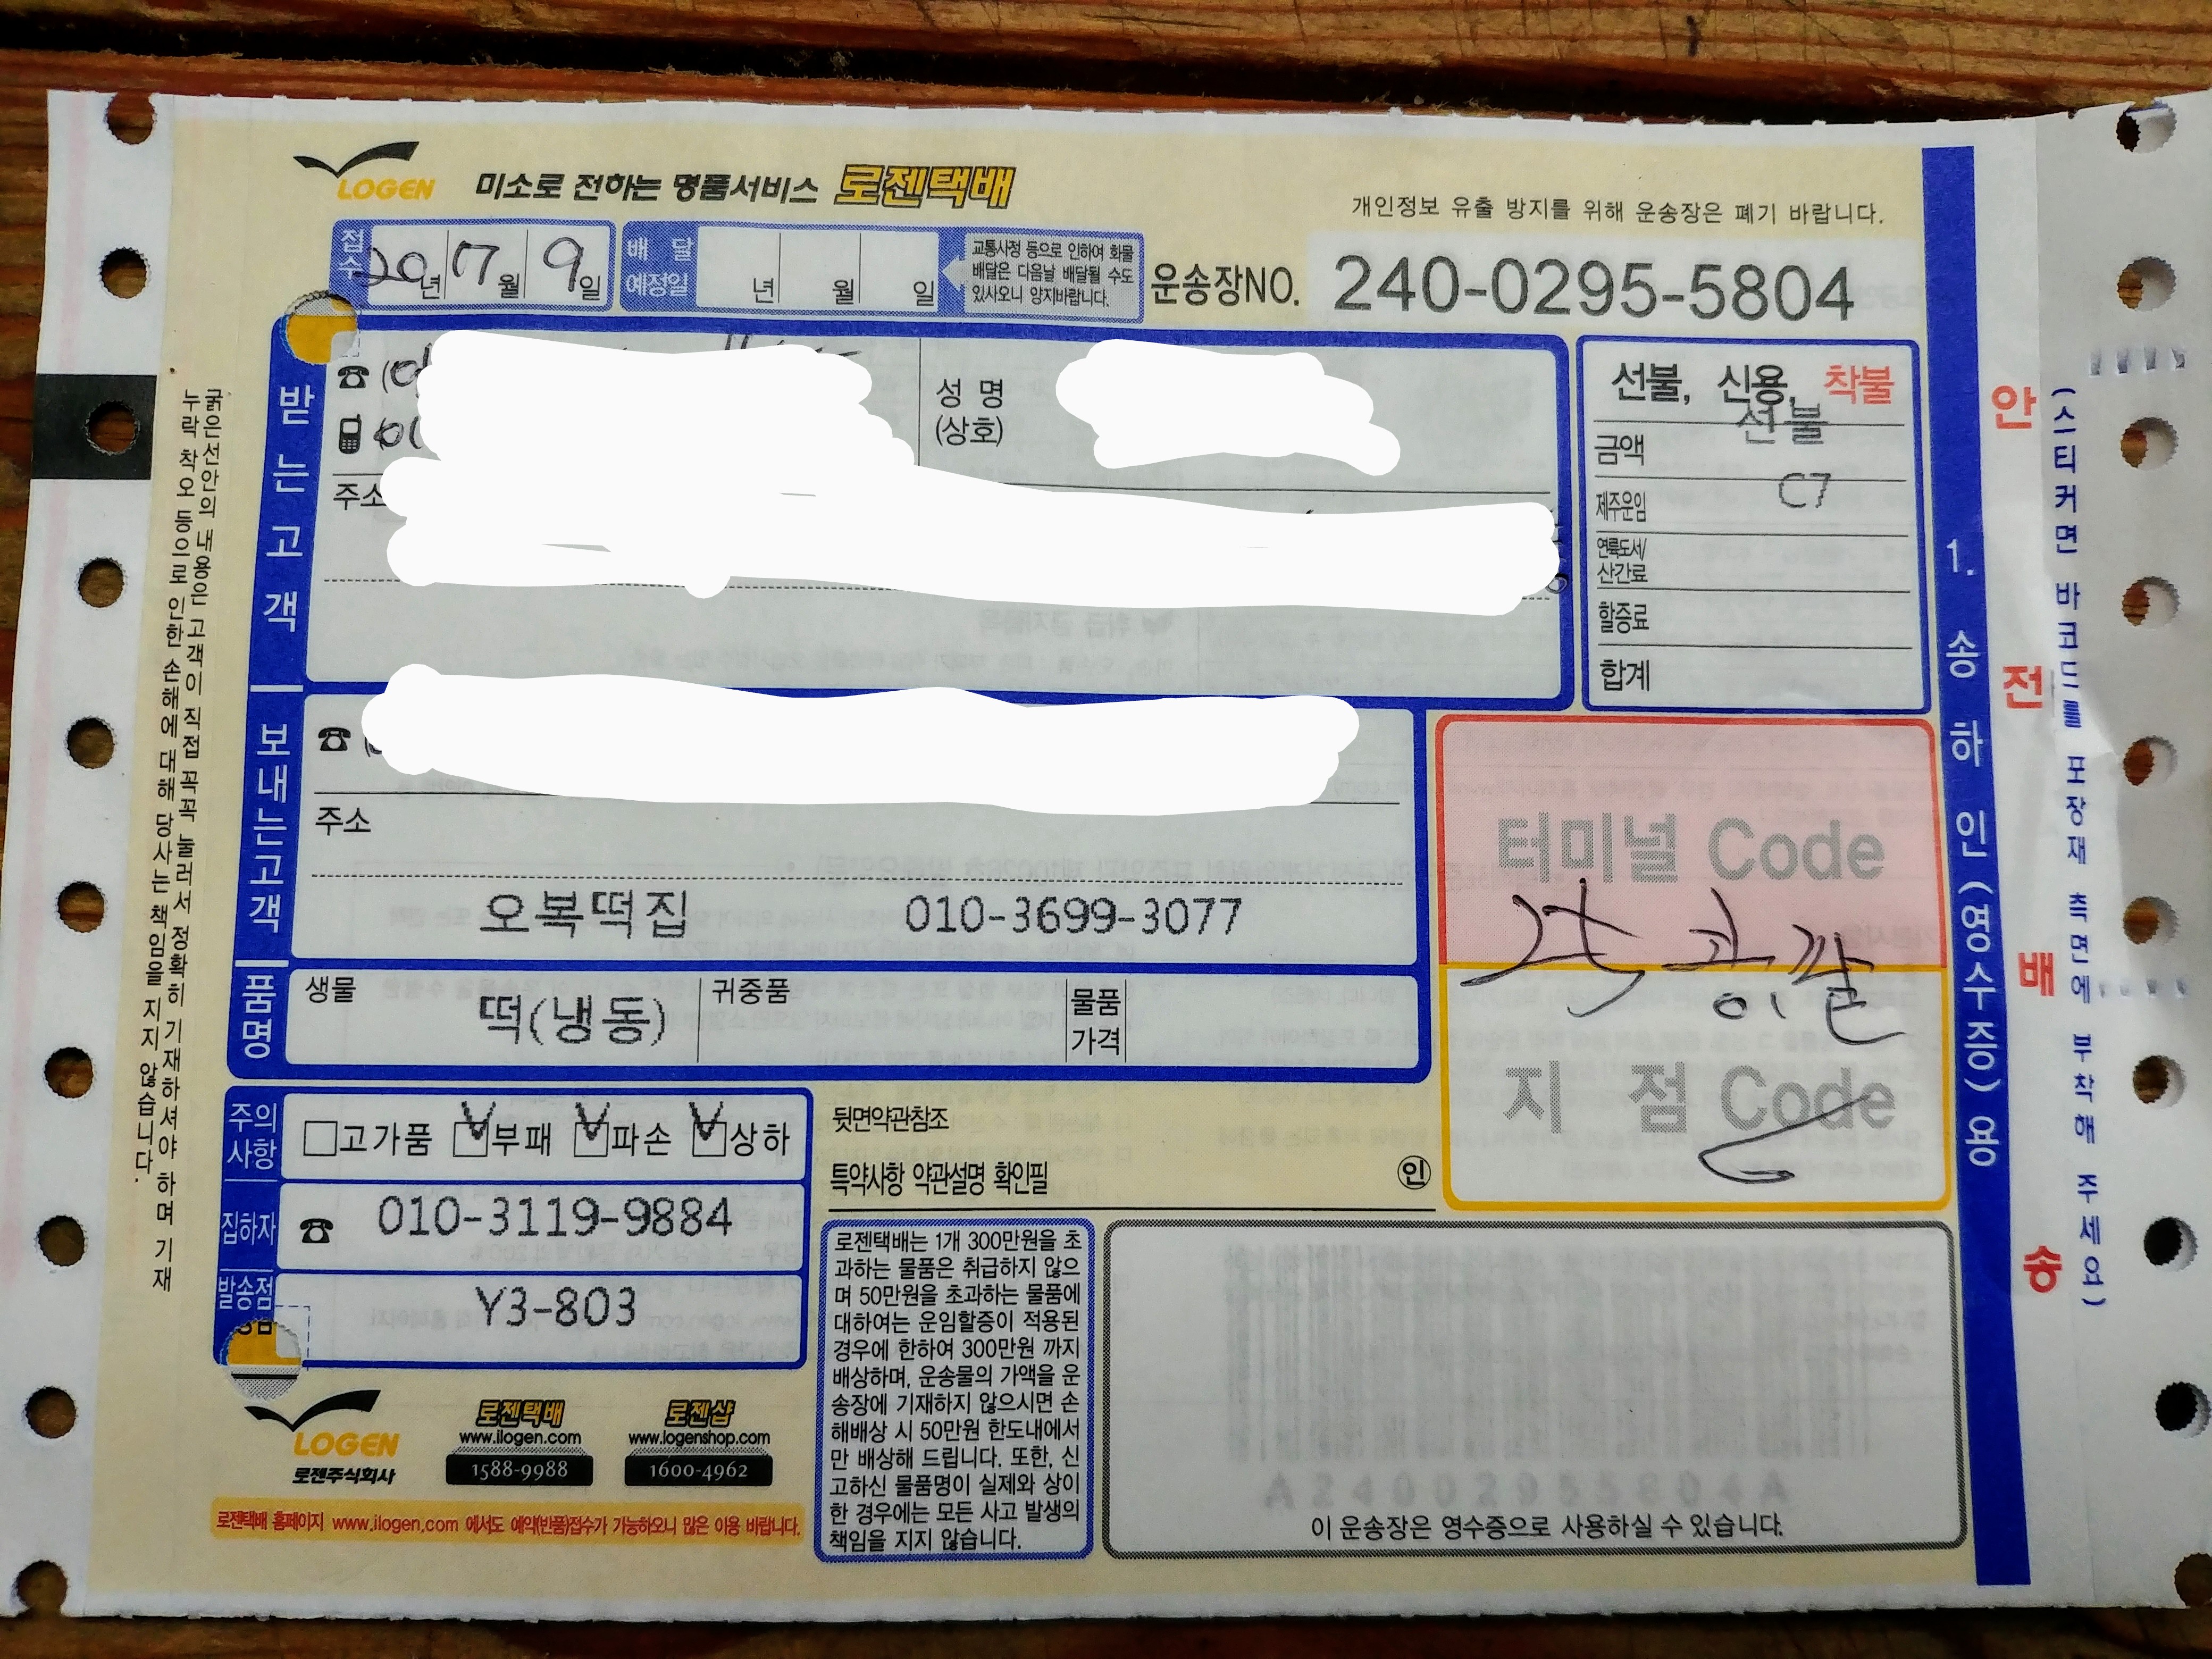 LOGEN 미소로 전하는 명품서비스 로젠택배
개인정보 유출 방지를 위해 운송장은 폐기 바랍니다.
접수 20년 7월 9일
배달 예정일 년 월 일
교통사정 등으로 인하여 화물
배달은 다음날 배달될 수도
있사오니 양지바랍니다.
운송장NO. 240-0295-5804
받는고객
성 명
(상호)
주소
선불, 신용, 착불
선불
금액
C7
제주운임
연륙도서/
산간료
할증료
합계
보내는고객
주소
오복떡집 010-3699-3077
품명
생물 떡(냉동)
귀중품
물품
가격
터미널 Code
지 점 Code
주의
사항
고가품 V부패 V파손 V상하
집하자 010-3119-9884
발송점 Y3-803
뒷면약관참조
특약사항 약관설명 확인필 인
로젠택배는 1개 300만원을 초
과하는 물품은 취급하지 않으
며 50만원을 초과하는 물품에
대하여는 운임할증이 적용된
경우에 한하여 300만원 까지
배상하며, 운송물의 가액을 운
송장에 기재하지 않으시면 손
해배상 시 50만원 한도내에서
만 배상해 드립니다. 또한, 신
고하신 물품명이 실제와 상이
한 경우에는 모든 사고 발생의
책임을 지지 않습니다.
A240029558044A
이 운송장은 영수증으로 사용하실 수 있습니다.
LOGEN
로젠주식회사
로젠택배
www.ilogen.com
1588-9988
로젠샵
www.logenshop.com
1600-4962
로젠택배 홈페이지 www.ilogen.com 에서도 예약(반품)접수가 가능하오니 많은 이용 바랍니다.
굵은선안의 내용은 고객이 직접 꼭꼭 눌러서 정확히 기재하셔야 하며 기재
누락 착오 등으로 인한 손해에 대해 당사는 책임을 지지 않습니다.
1. 송하인(영수증)용
안전배송
(스티커면 바코드를 포장재 측면에 부착해 주세요)